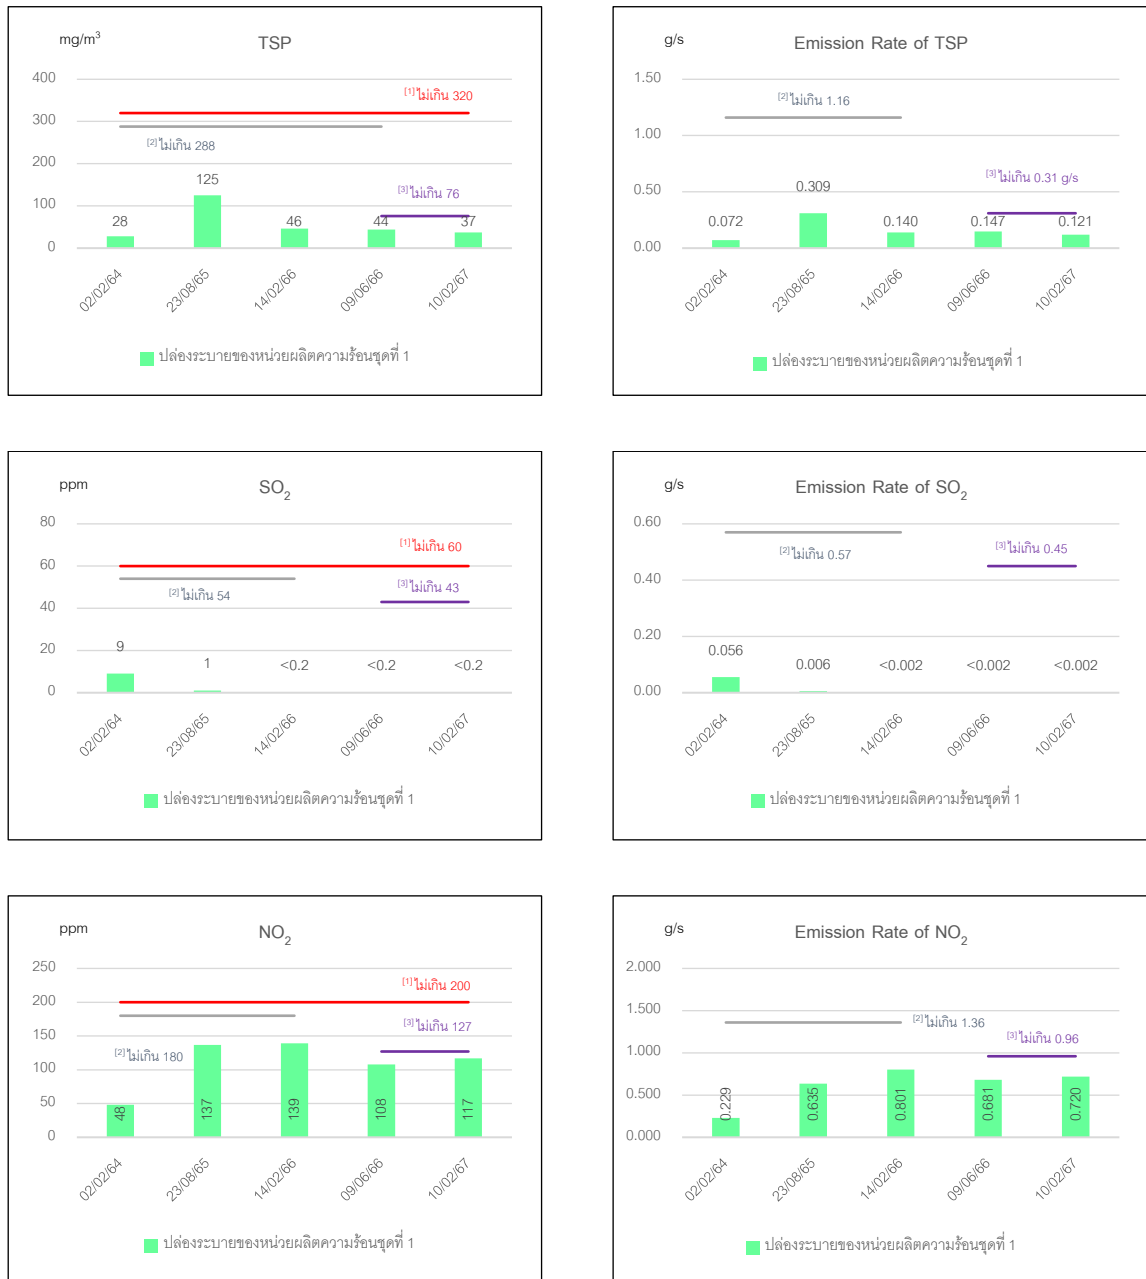 mg/m³ TSP
400
[1]ไม่เกิน 320
300
[2]ไม่เกิน 288
200
125
[3]ไม่เกิน 76
100
28 46 44 37
0
02/02/64 23/08/65 14/02/66 09/06/66 10/02/67
ปล่องระบายของหน่วยผลิตความร้อนชุดที่ 1
g/s Emission Rate of TSP
1.50
[2]ไม่เกิน 1.16
1.00
[3]ไม่เกิน 0.31 g/s
0.50
0.309
0.072 0.140 0.147 0.121
0.00
02/02/64 23/08/65 14/02/66 09/06/66 10/02/67
ปล่องระบายของหน่วยผลิตความร้อนชุดที่ 1
ppm SO₂
80
[1]ไม่เกิน 60
60
[3]ไม่เกิน 43
[2]ไม่เกิน 54
40
20
9 1 <0.2 <0.2 <0.2
0
02/02/64 23/08/65 14/02/66 09/06/66 10/02/67
ปล่องระบายของหน่วยผลิตความร้อนชุดที่ 1
g/s Emission Rate of SO₂
0.60
[2]ไม่เกิน 0.57 [3]ไม่เกิน 0.45
0.40
0.20
0.056 0.006 <0.002 <0.002 <0.002
0.00
02/02/64 23/08/65 14/02/66 09/06/66 10/02/67
ปล่องระบายของหน่วยผลิตความร้อนชุดที่ 1
ppm NO₂
250
[1]ไม่เกิน 200
200
[3]ไม่เกิน 127
150
[2]ไม่เกิน 180
100
50
48 137 139 108 117
0
02/02/64 23/08/65 14/02/66 09/06/66 10/02/67
ปล่องระบายของหน่วยผลิตความร้อนชุดที่ 1
g/s Emission Rate of NO₂
2.000
1.500
[2]ไม่เกิน 1.36
[3]ไม่เกิน 0.96
1.000
0.500
0.229 0.635 0.801 0.681 0.720
0.000
02/02/64 23/08/65 14/02/66 09/06/66 10/02/67
ปล่องระบายของหน่วยผลิตความร้อนชุดที่ 1